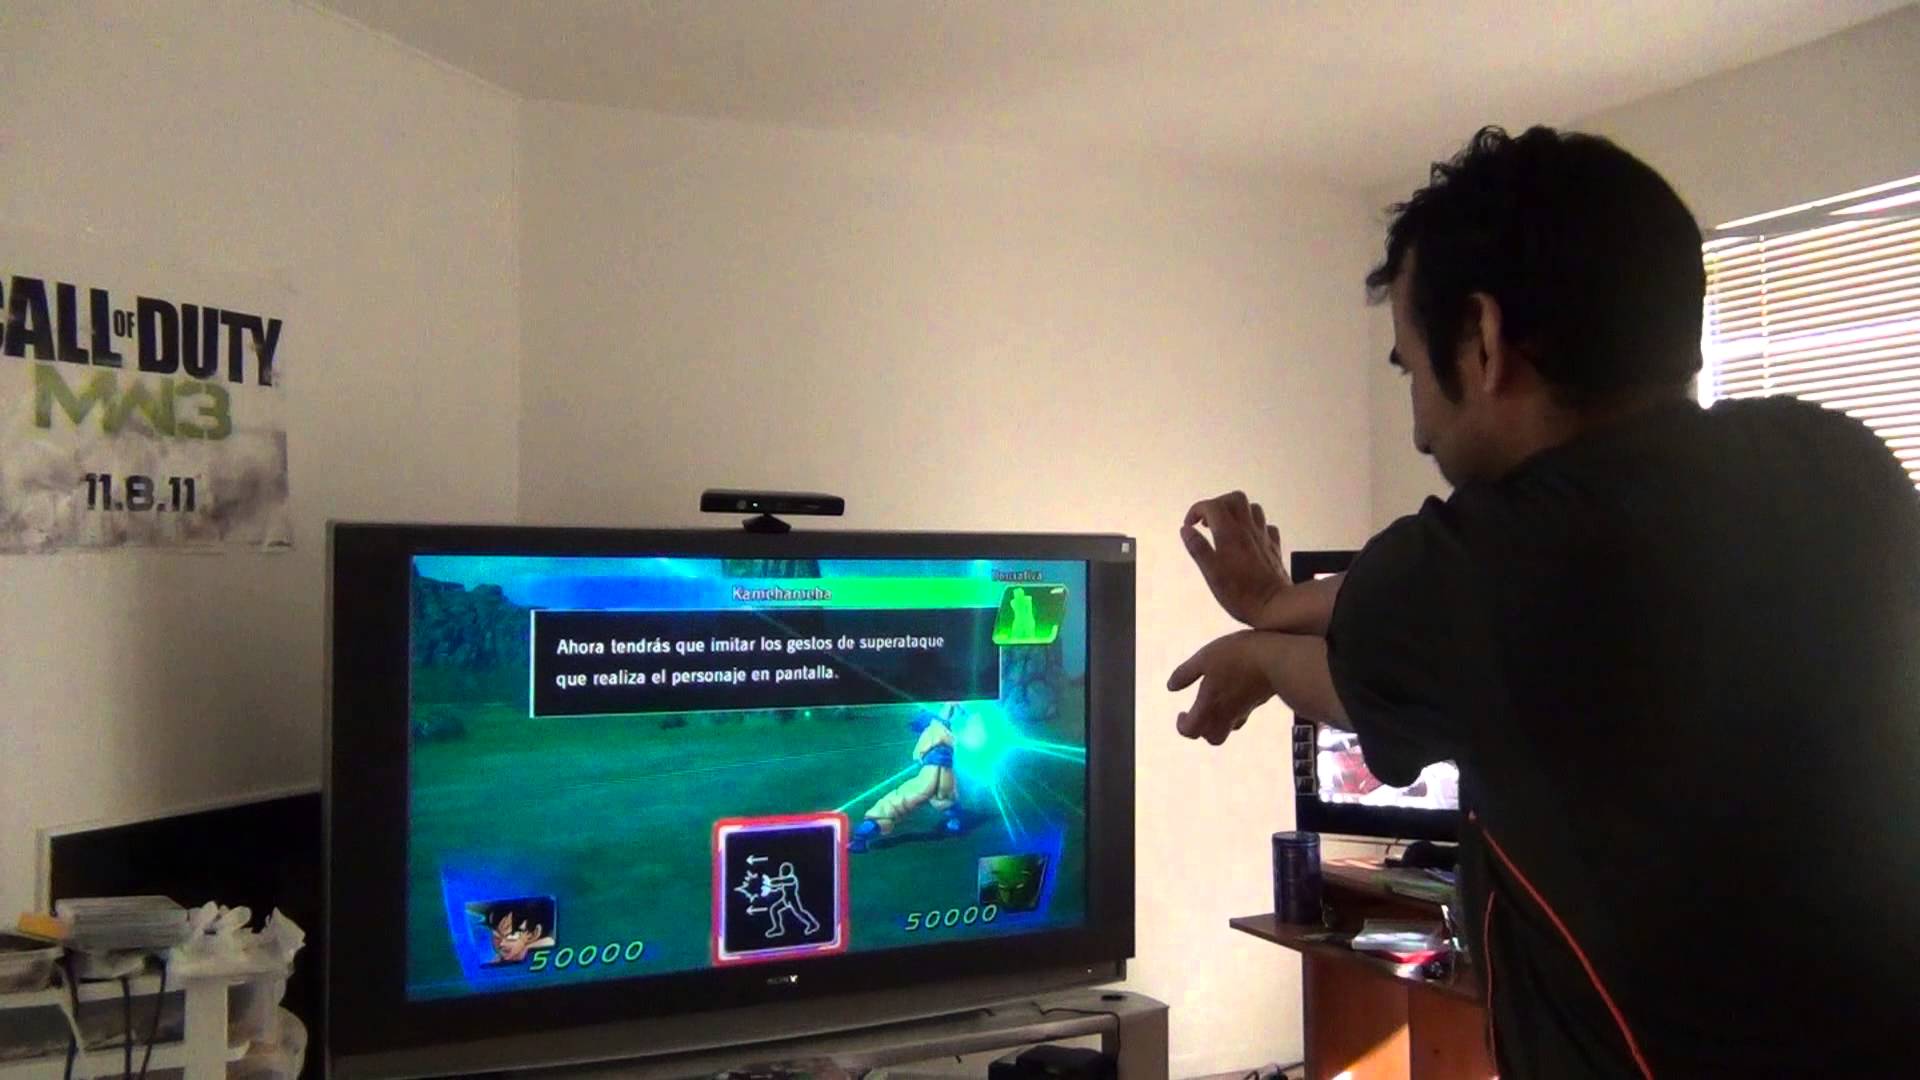 CALL OF DUTY
MW3
11.8.11
Kamehameha
Ahora tendrás que imitar los gestos de superataque
que realiza el personaje en pantalla.
50000
50000
SONY